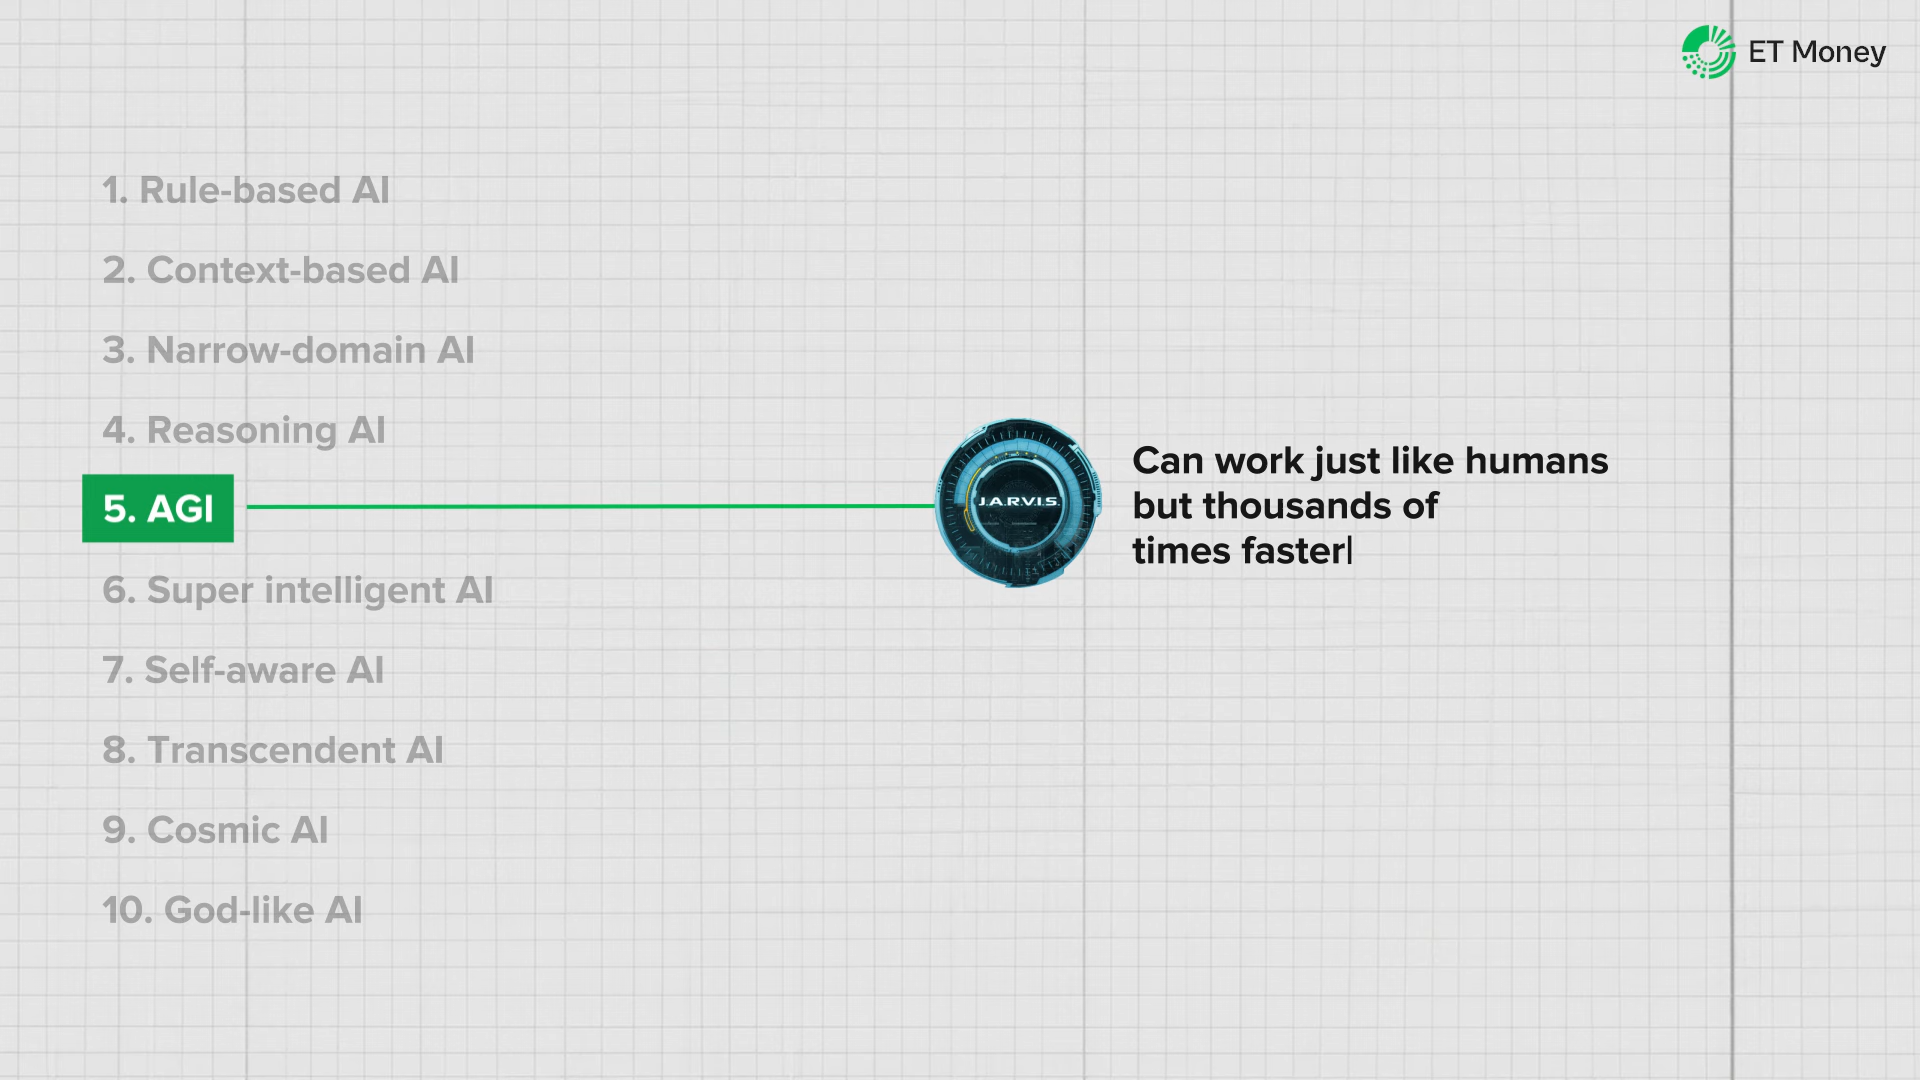 ET Money
1. Rule-based AI
2. Context-based AI
3. Narrow-domain AI
4. Reasoning AI
5. AGI
J.A.R.V.I.S.
Can work just like humans
but thousands of
times faster
6. Super intelligent AI
7. Self-aware AI
8. Transcendent AI
9. Cosmic AI
10. God-like AI